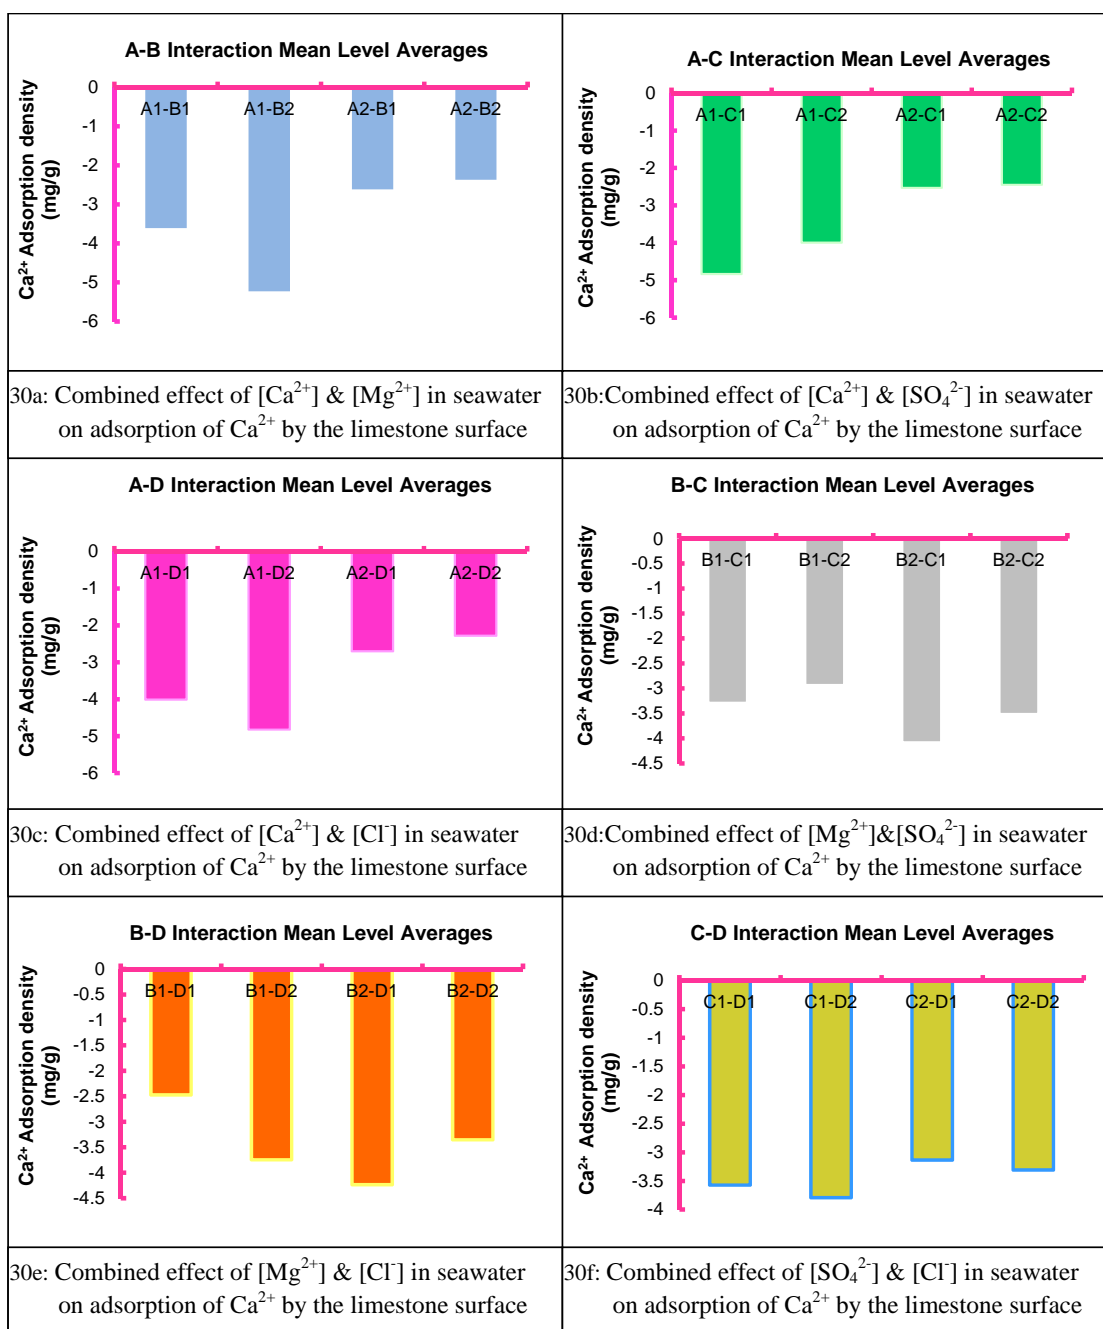 A-B Interaction Mean Level Averages
Ca²⁺ Adsorption density
(mg/g)
0
-1
-2
-3
-4
-5
-6
A1-B1
A1-B2
A2-B1
A2-B2
A-C Interaction Mean Level Averages
Ca²⁺ Adsorption density
(mg/g)
0
-1
-2
-3
-4
-5
-6
A1-C1
A1-C2
A2-C1
A2-C2
30a: Combined effect of [Ca²⁺] & [Mg²⁺] in seawater
on adsorption of Ca²⁺ by the limestone surface
30b:Combined effect of [Ca²⁺] & [SO₄²⁻] in seawater
on adsorption of Ca²⁺ by the limestone surface
A-D Interaction Mean Level Averages
Ca²⁺ Adsorption density
(mg/g)
0
-1
-2
-3
-4
-5
-6
A1-D1
A1-D2
A2-D1
A2-D2
B-C Interaction Mean Level Averages
Ca²⁺ Adsorption density
(mg/g)
0
-0.5
-1
-1.5
-2
-2.5
-3
-3.5
-4
-4.5
B1-C1
B1-C2
B2-C1
B2-C2
30c: Combined effect of [Ca²⁺] & [Cl⁻] in seawater
on adsorption of Ca²⁺ by the limestone surface
30d:Combined effect of [Mg²⁺]&[SO₄²⁻] in seawater
on adsorption of Ca²⁺ by the limestone surface
B-D Interaction Mean Level Averages
Ca²⁺ Adsorption density
(mg/g)
0
-0.5
-1
-1.5
-2
-2.5
-3
-3.5
-4
-4.5
B1-D1
B1-D2
B2-D1
B2-D2
C-D Interaction Mean Level Averages
Ca²⁺ Adsorption density
(mg/g)
0
-0.5
-1
-1.5
-2
-2.5
-3
-3.5
-4
C1-D1
C1-D2
C2-D1
C2-D2
30e: Combined effect of [Mg²⁺] & [Cl⁻] in seawater
on adsorption of Ca²⁺ by the limestone surface
30f: Combined effect of [SO₄²⁻] & [Cl⁻] in seawater
on adsorption of Ca²⁺ by the limestone surface